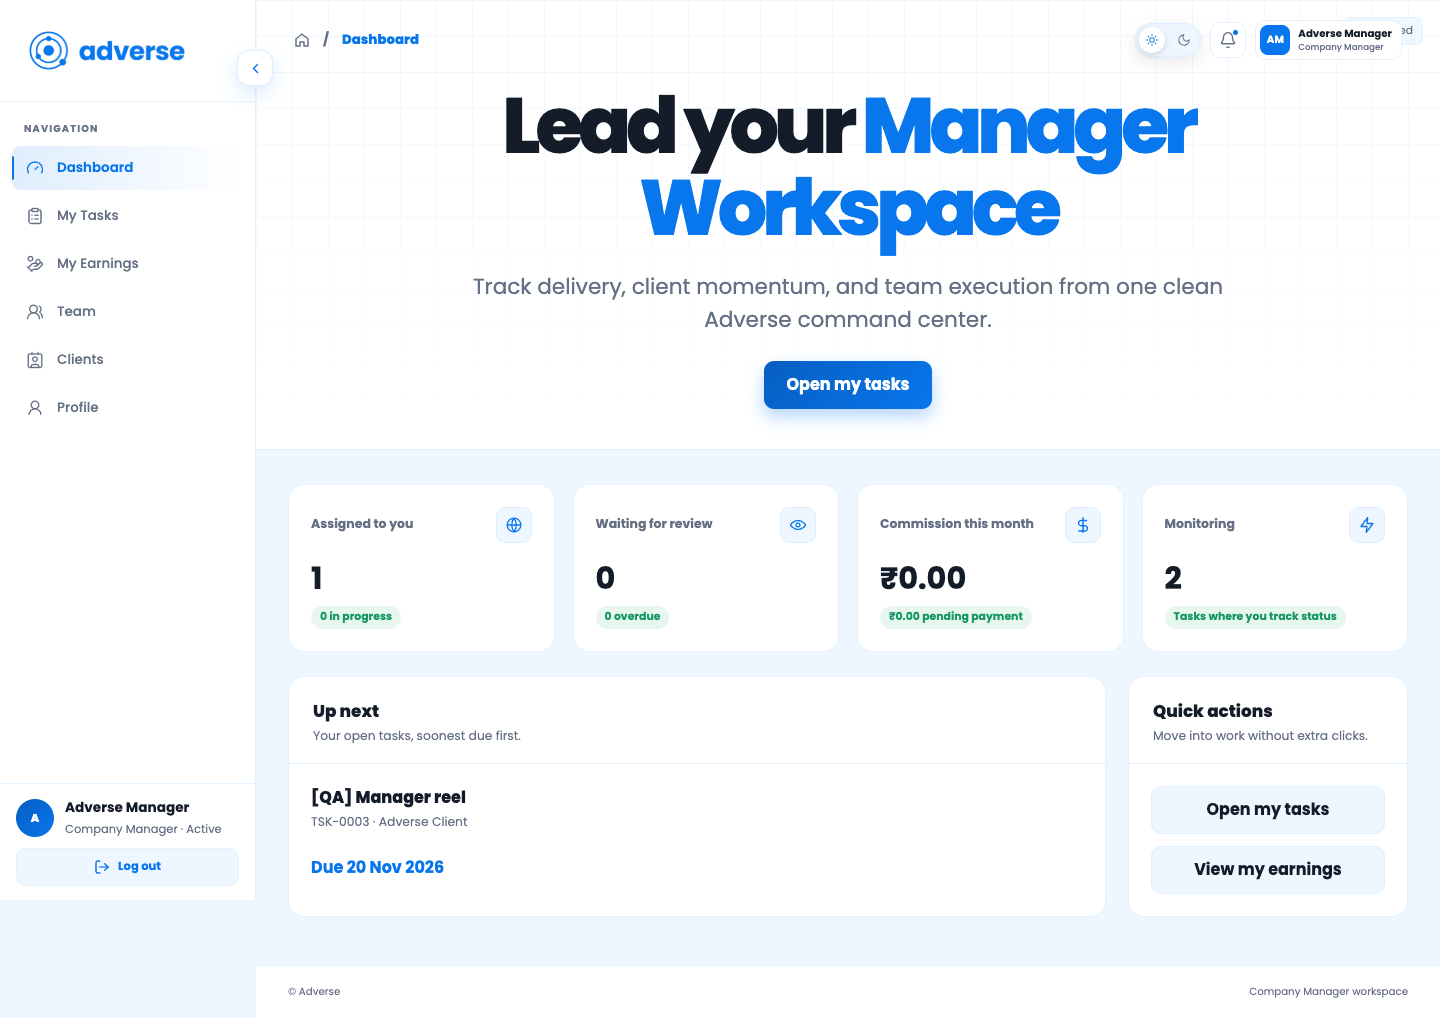 adverse
/ Dashboard
AM
Adverse Manager
Company Manager
NAVIGATION
Dashboard
My Tasks
My Earnings
Team
Clients
Profile
A
Adverse Manager
Company Manager · Active
Log out
Lead your Manager
Workspace
Track delivery, client momentum, and team execution from one clean
Adverse command center.
Open my tasks
Assigned to you
1
0 in progress
Waiting for review
0
0 overdue
Commission this month
₹0.00
₹0.00 pending payment
Monitoring
2
Tasks where you track status
Up next
Your open tasks, soonest due first.
[QA] Manager reel
TSK-0003 · Adverse Client
Due 20 Nov 2026
Quick actions
Move into work without extra clicks.
Open my tasks
View my earnings
© Adverse
Company Manager workspace